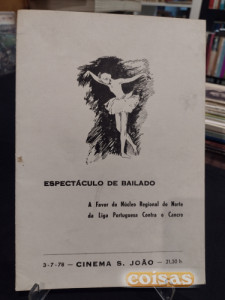 ESPECTÁCULO DE BAILADO
A Favor do Núcleo Regional do Norte
da Liga Portuguesa Contra o Cancro
3-7-79 — CINEMA S. JOÃO — 21,30 h.
coisas